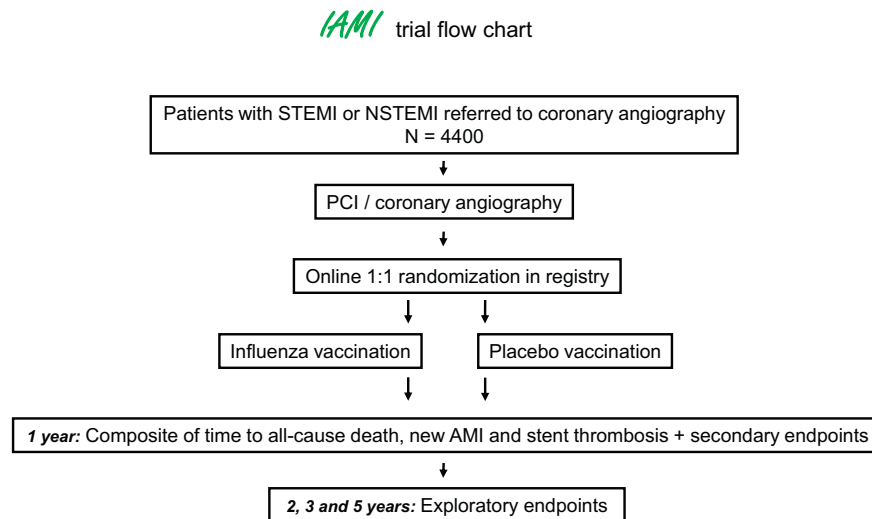 IAMI trial flow chart
Patients with STEMI or NSTEMI referred to coronary angiography
N = 4400
PCI / coronary angiography
Online 1:1 randomization in registry
Influenza vaccination
Placebo vaccination
1 year: Composite of time to all-cause death, new AMI and stent thrombosis + secondary endpoints
2, 3 and 5 years: Exploratory endpoints